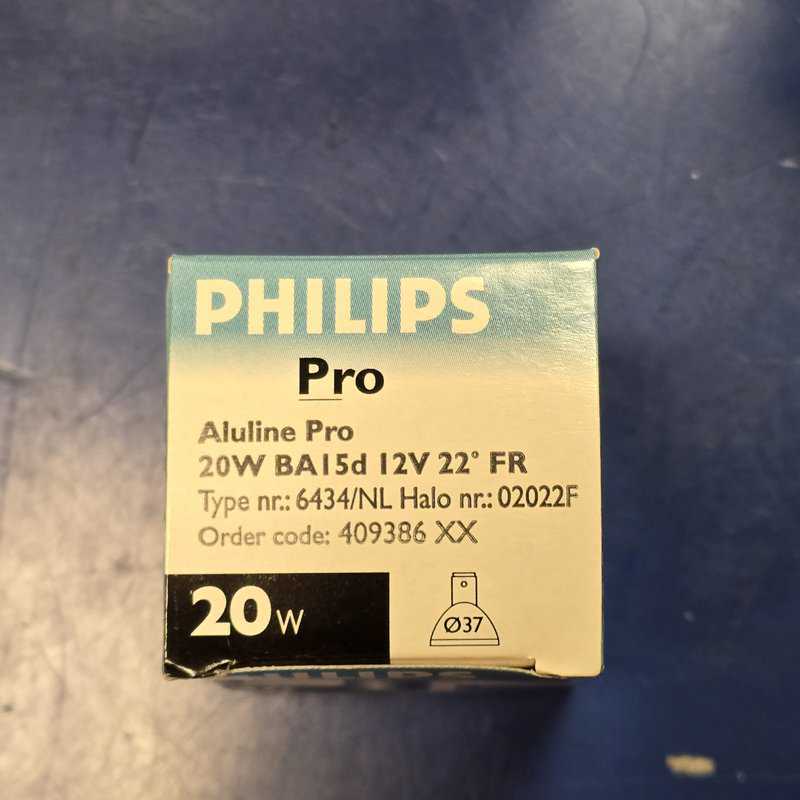 PHILIPS
Pro
Aluline Pro
20W BA15d 12V 22° FR
Type nr.: 6434/NL Halo nr.: 02022F
Order code: 409386 XX
20W
Ø37
PHILIPS